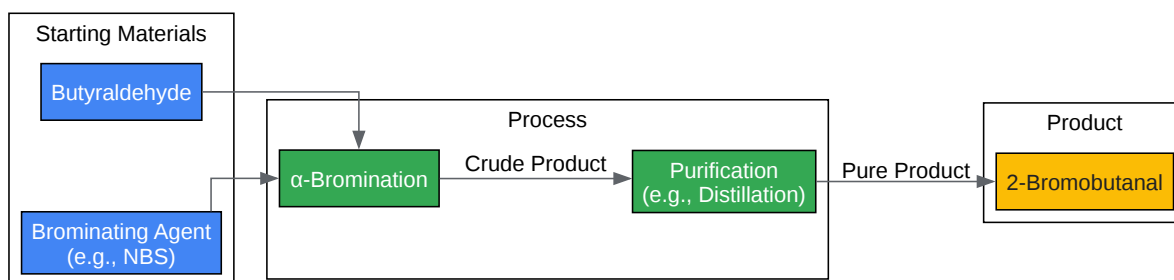 Starting Materials
Butyraldehyde
Brominating Agent
(e.g., NBS)
Process
α-Bromination
Crude Product
Purification
(e.g., Distillation)
Pure Product
Product
2-Bromobutanal